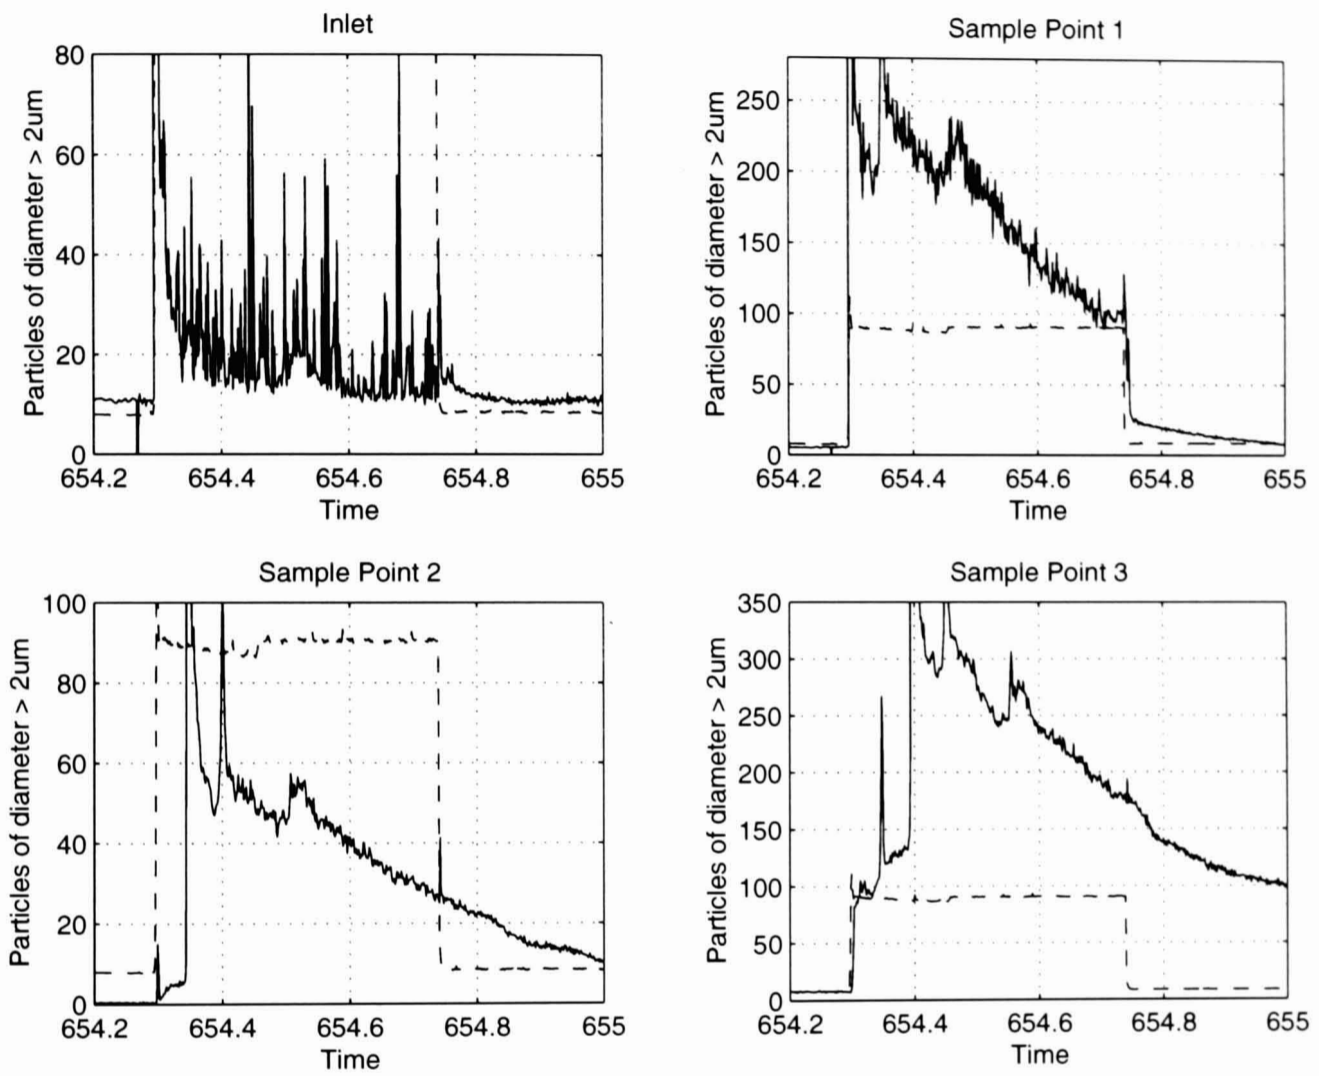 Inlet
Particles of diameter > 2um
80
60
40
20
0
654.2 654.4 654.6 654.8 655
Time
Sample Point 1
Particles of diameter > 2um
250
200
150
100
50
0
654.2 654.4 654.6 654.8 655
Time
Sample Point 2
Particles of diameter > 2um
100
80
60
40
20
0
654.2 654.4 654.6 654.8 655
Time
Sample Point 3
Particles of diameter > 2um
350
300
250
200
150
100
50
0
654.2 654.4 654.6 654.8 655
Time